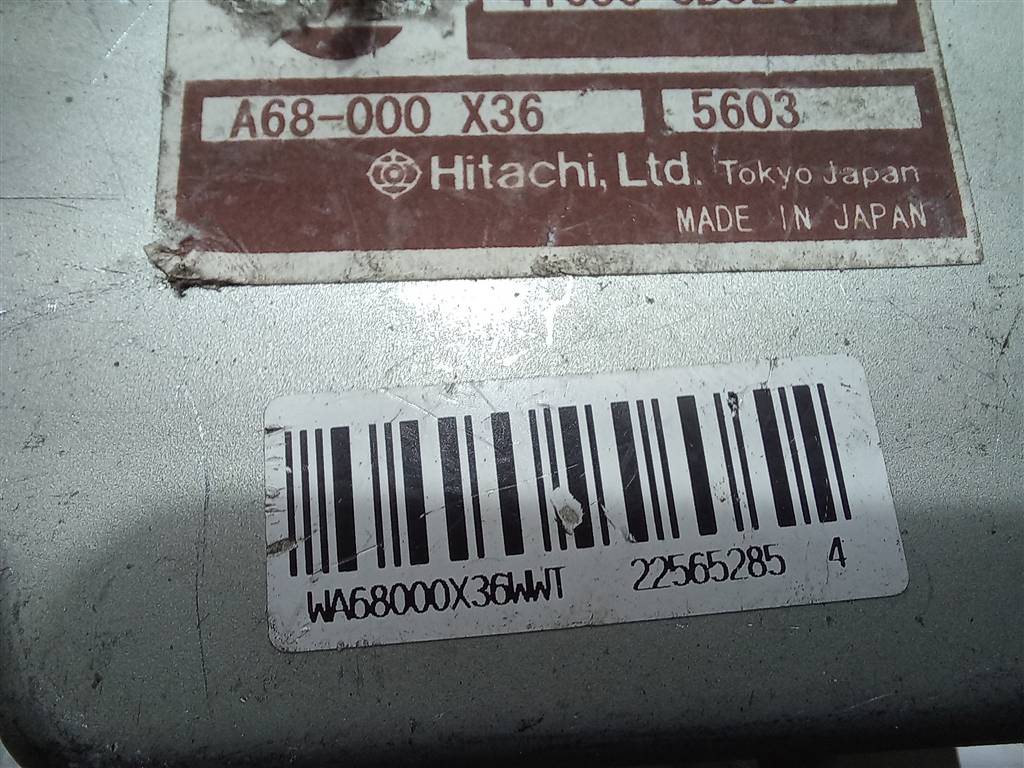 A68-000 X36 5603
Hitachi, Ltd. Tokyo Japan
MADE IN JAPAN
WA68000X36WWT 22565285 4